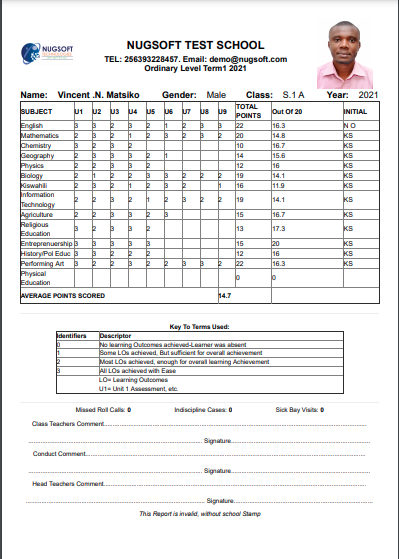 NUGSOFT
NUGSOFT TEST SCHOOL
TEL: 256393228457. Email: demo@nugsoft.com
Ordinary Level Term1 2021
Name: Vincent .N. Matsiko Gender: Male Class: S.1 A Year: 2021
SUBJECT U1 U2 U3 U4 U5 U6 U7 U8 U9 TOTAL POINTS Out Of 20 INITIAL
English 3 3 2 3 2 1 2 3 3 22 16.3 N O
Mathematics 2 3 2 1 2 3 2 3 2 20 14.8 KS
Chemistry 3 2 3 2 10 16.7 KS
Geography 2 3 3 3 2 1 14 15.6 KS
Physics 2 2 3 3 2 12 16 KS
Biology 2 1 2 2 3 3 2 2 2 19 14.1 KS
Kiswahili 2 3 2 1 2 3 2 1 16 11.9 KS
Information Technology 2 2 3 2 1 2 3 2 2 19 14.1 KS
Agriculture 2 2 3 3 2 3 15 16.7 KS
Religious Education 3 2 3 3 2 13 17.3 KS
Entreprenuership 3 3 3 3 3 15 20 KS
History/Pol Educ 3 2 2 3 2 12 16 KS
Performing Art 3 2 2 3 2 2 3 3 2 22 16.3 KS
Physical Education 0 0
AVERAGE POINTS SCORED 14.7
Key To Terms Used:
Identifiers Descriptor
0 No learning Outcomes achieved-Learner was absent
1 Some LOs achieved, But sufficient for overall achievement
2 Most LOs achieved, enough for overall learning Achievement
3 All LOs achieved with Ease
LO= Learning Outcomes
U1= Unit 1 Assessment, etc.
Missed Roll Calls: 0 Indiscipline Cases: 0 Sick Bay Visits: 0
Class Teachers Comment
Signature
Conduct Comment
Signature
Head Teachers Comment
Signature
This Report is invalid, without school Stamp